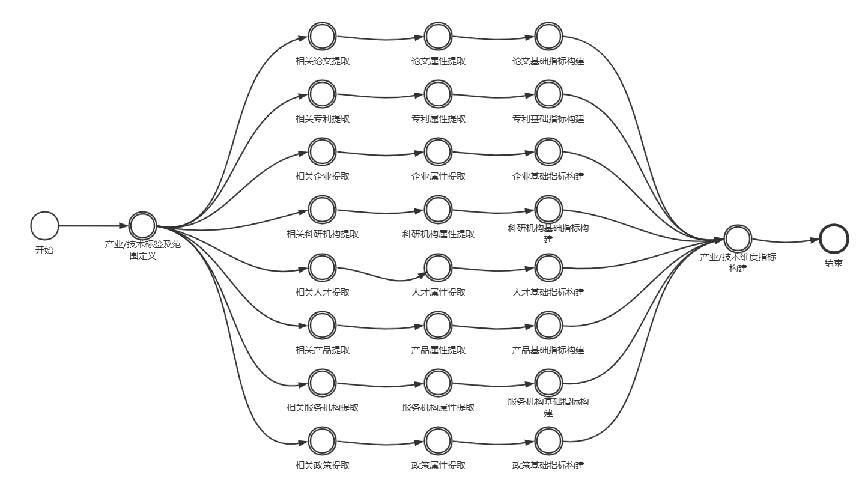 相关论文提取
论文属性提取
论文基础指标构建
相关专利提取
专利属性提取
专利基础指标构建
相关企业提取
企业属性提取
企业基础指标构建
开始
产业/技术标签及范
围定义
相关科研机构提取
科研机构属性提取
科研机构基础指标构
建
相关人才提取
人才属性提取
人才基础指标构建
产业/技术维度指标
构建
结束
相关产品提取
产品属性提取
产品基础指标构建
相关服务机构提取
服务机构属性提取
服务机构基础指标构
建
相关政策提取
政策属性提取
政策基础指标构建